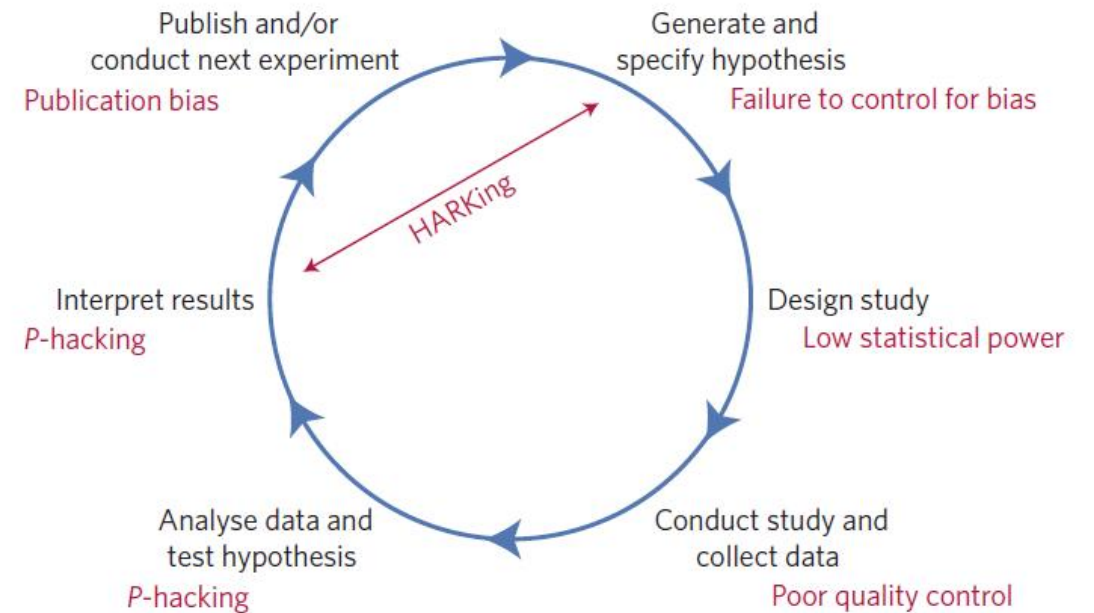 Publish and/or
conduct next experiment
Publication bias
Generate and
specify hypothesis
Failure to control for bias
HARKing
Interpret results
P-hacking
Design study
Low statistical power
Analyse data and
test hypothesis
P-hacking
Conduct study and
collect data
Poor quality control